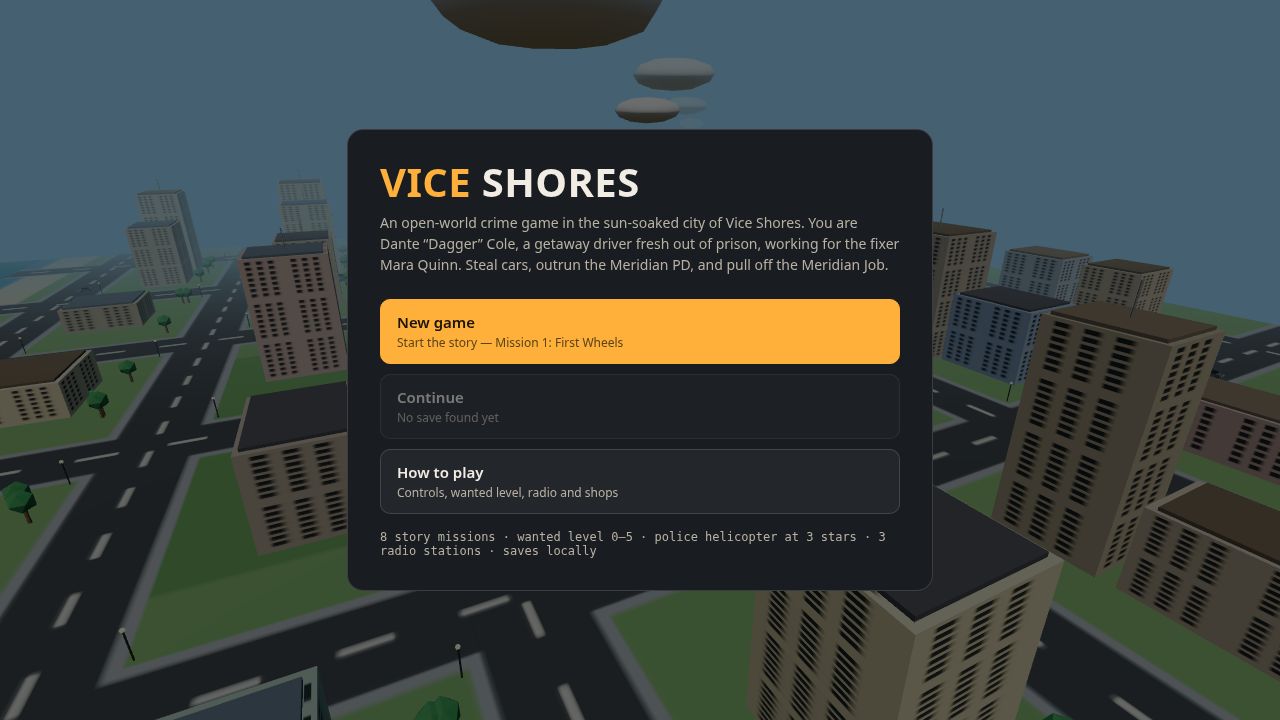 VICE SHORES
An open-world crime game in the sun-soaked city of Vice Shores. You are
Dante “Dagger” Cole, a getaway driver fresh out of prison, working for the fixer
Mara Quinn. Steal cars, outrun the Meridian PD, and pull off the Meridian Job.
New game
Start the story — Mission 1: First Wheels
Continue
No save found yet
How to play
Controls, wanted level, radio and shops
8 story missions · wanted level 0–5 · police helicopter at 3 stars · 3
radio stations · saves locally